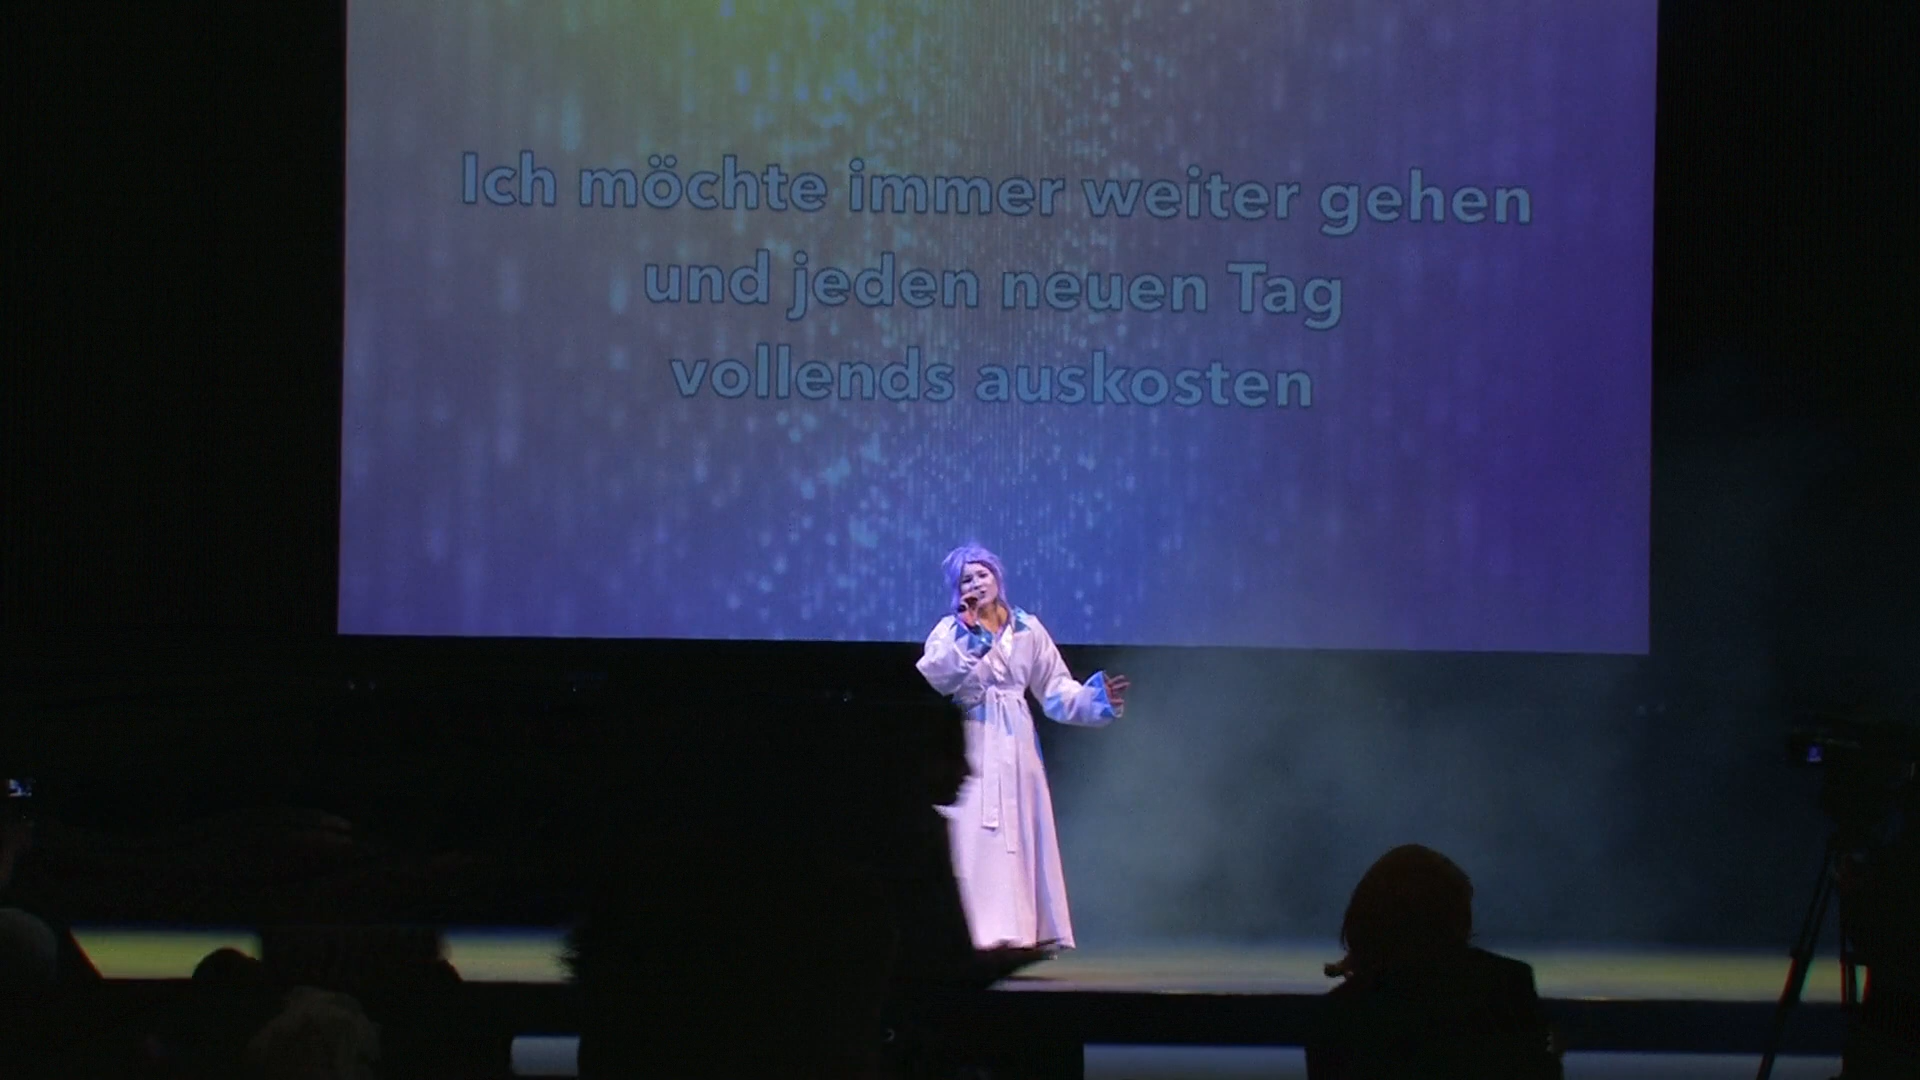 Ich möchte immer weiter gehen
und jeden neuen Tag
vollends auskosten